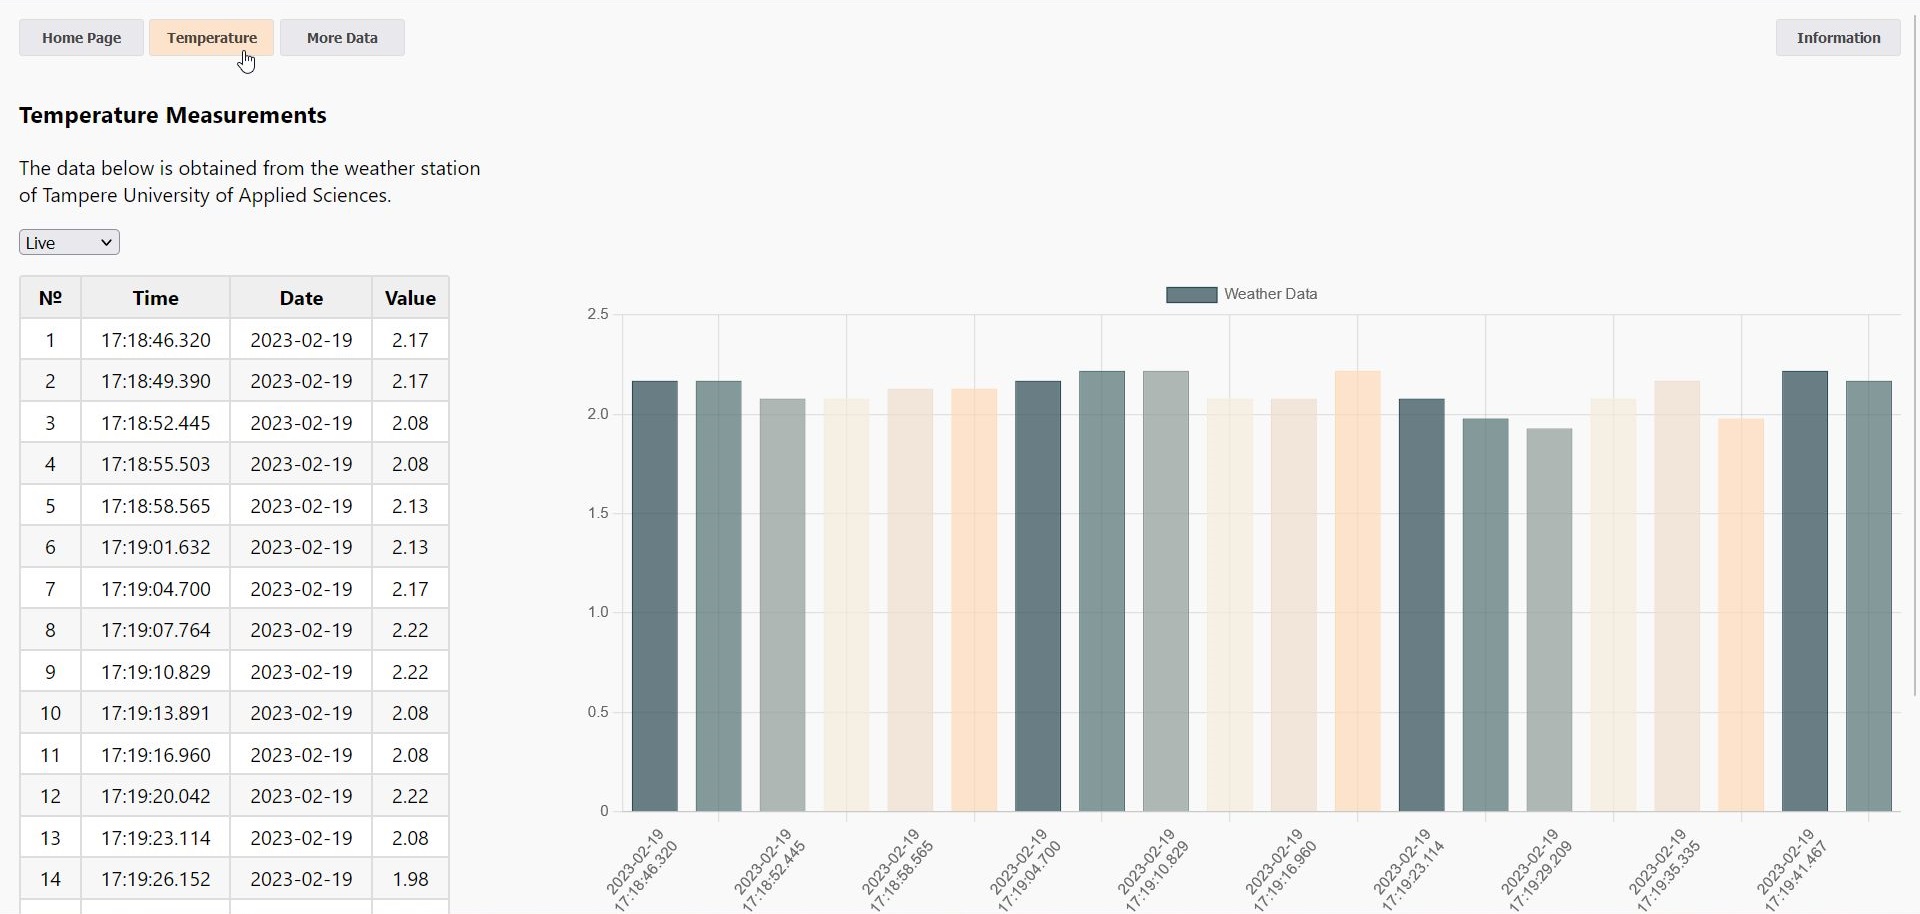 Home Page Temperature More Data Information
Temperature Measurements
The data below is obtained from the weather station
of Tampere University of Applied Sciences.
Live
Nº Time Date Value
1 17:18:46.320 2023-02-19 2.17
2 17:18:49.390 2023-02-19 2.17
3 17:18:52.445 2023-02-19 2.08
4 17:18:55.503 2023-02-19 2.08
5 17:18:58.565 2023-02-19 2.13
6 17:19:01.632 2023-02-19 2.13
7 17:19:04.700 2023-02-19 2.17
8 17:19:07.764 2023-02-19 2.22
9 17:19:10.829 2023-02-19 2.22
10 17:19:13.891 2023-02-19 2.08
11 17:19:16.960 2023-02-19 2.08
12 17:19:20.042 2023-02-19 2.22
13 17:19:23.114 2023-02-19 2.08
14 17:19:26.152 2023-02-19 1.98
Weather Data
2.5
2.0
1.5
1.0
0.5
0
2023-02-19
17:18:46.320
2023-02-19
17:18:52.445
2023-02-19
17:18:58.565
2023-02-19
17:19:04.700
2023-02-19
17:19:10.829
2023-02-19
17:19:16.960
2023-02-19
17:19:23.114
2023-02-19
17:19:29.209
2023-02-19
17:19:35.335
2023-02-19
17:19:41.467